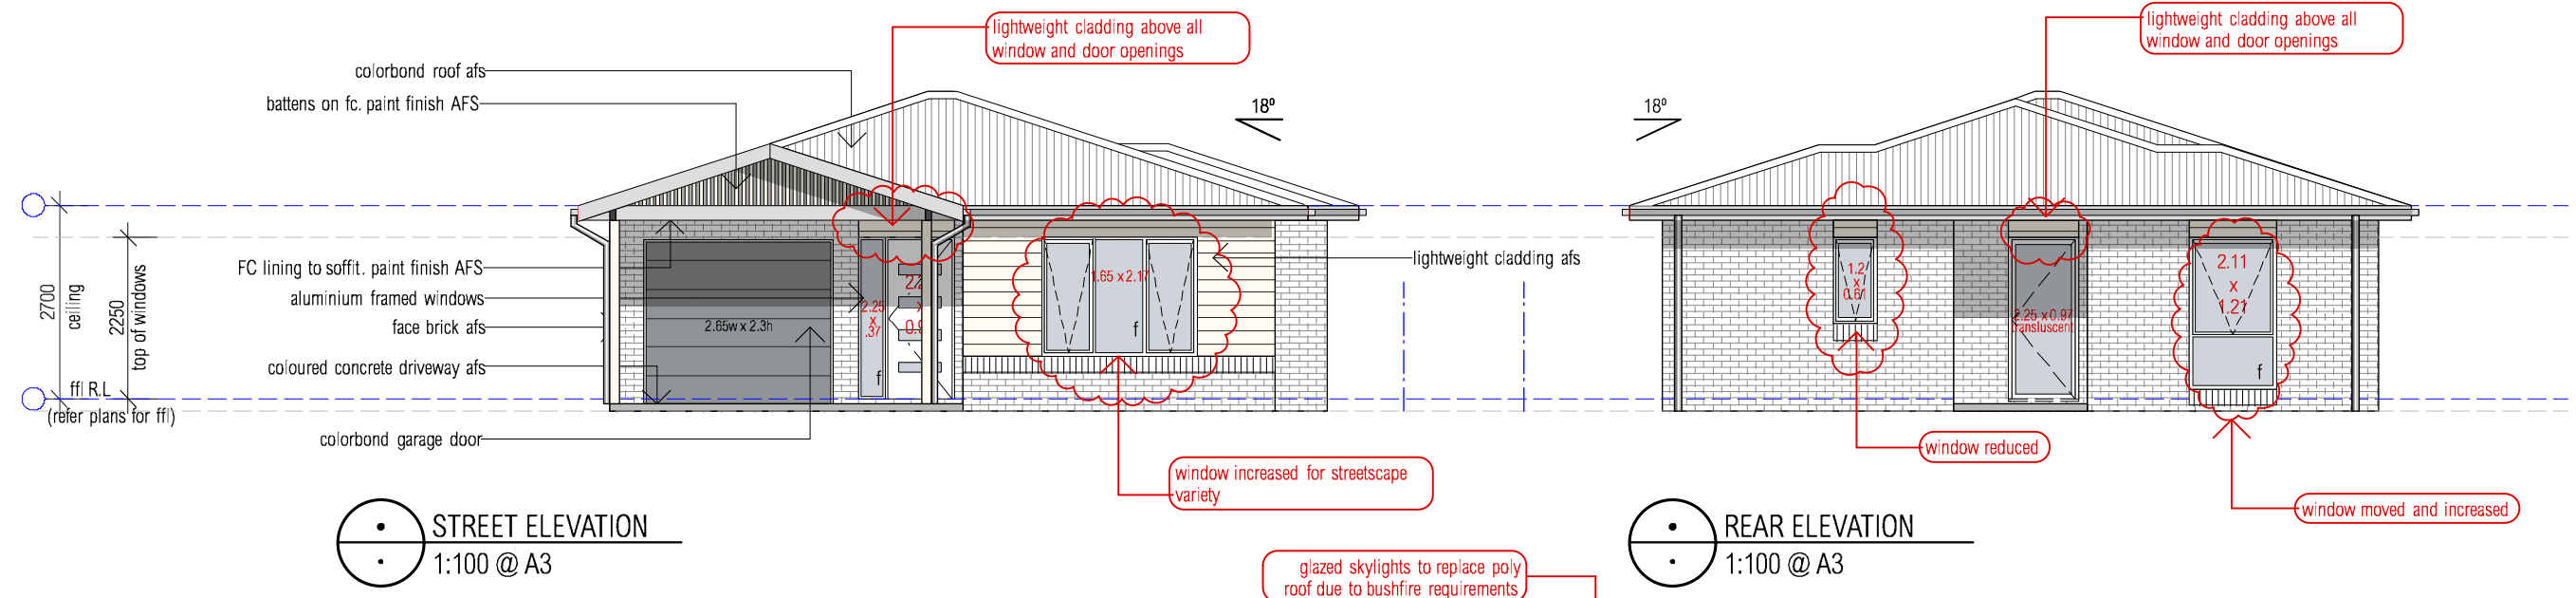 lightweight cladding above all
window and door openings
colorbond roof afs
battens on fc. paint finish AFS
18º
FC lining to soffit. paint finish AFS
aluminium framed windows
face brick afs
coloured concrete driveway afs
colorbond garage door
2700
ceiling
2250
top of windows
ffl R.L
(refer plans for ffl)
2.65w x 2.3h
2.25
x
.37
f
1.65 x 2.17
f
lightweight cladding afs
window increased for streetscape
variety
STREET ELEVATION
1:100 @ A3
lightweight cladding above all
window and door openings
18º
1.2
x
0.61
2.25 x 0.97
transluscent
2.11
x
1.21
f
window reduced
window moved and increased
REAR ELEVATION
1:100 @ A3
glazed skylights to replace poly
roof due to bushfire requirements